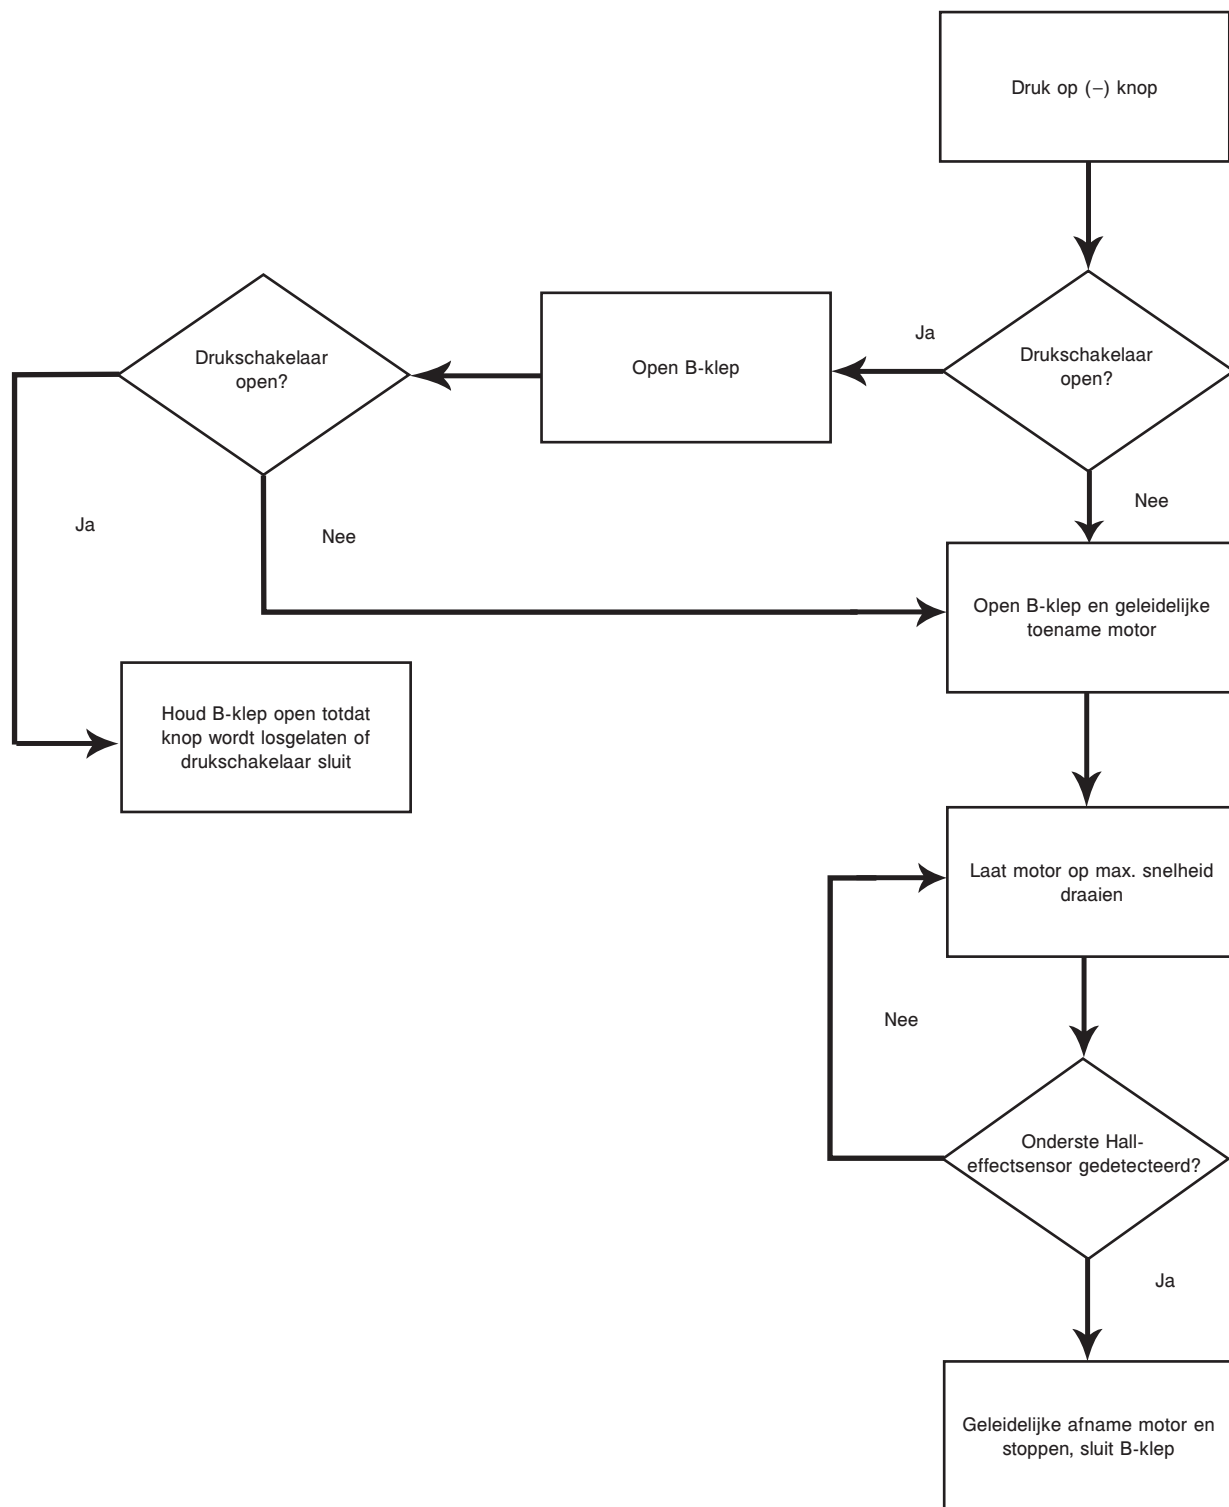 Druk op (–) knop
Ja
Drukschakelaar
open?
Open B-klep
Drukschakelaar
open?
Nee
Ja
Nee
Open B-klep en geleidelijke
toename motor
Houd B-klep open totdat
knop wordt losgelaten of
drukschakelaar sluit
Laat motor op max. snelheid
draaien
Nee
Onderste Hall-
effectsensor gedetecteerd?
Ja
Geleidelijke afname motor en
stoppen, sluit B-klep